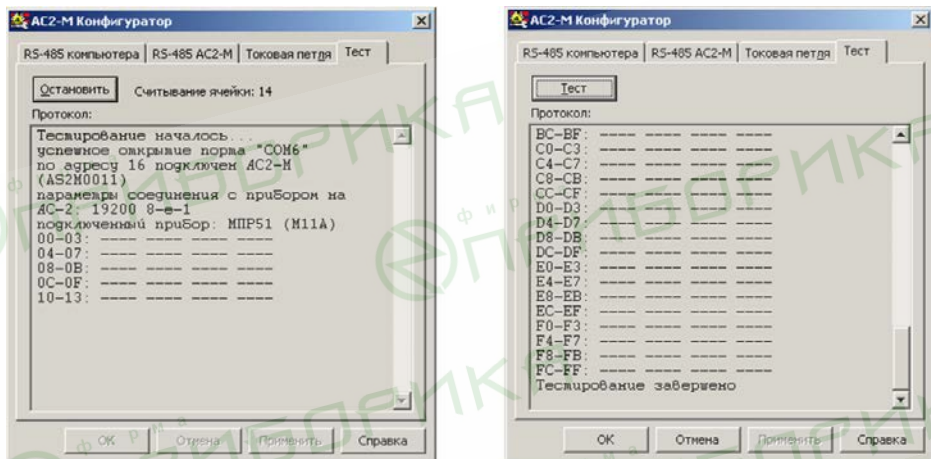 АС2-М Конфигуратор
RS-485 компьютера | RS-485 АС2-М | Токовая петля | Тест
Остановить Считывание ячейки: 14
Протокол:
Тестирование началось...
успешное открытие порта "COM6"
по адресу 16 подключен АС2-М
(AS2M0011)
параметры соединения с прибором на
АС-2: 19200 8-e-1
подключенный прибор: МПР51 (M11A)
00-03: ---- ---- ---- ----
04-07: ---- ---- ---- ----
08-0B: ---- ---- ---- ----
0C-0F: ---- ---- ---- ----
10-13: ---- ---- ---- ----
OK Отмена Применить Справка
АС2-М Конфигуратор
RS-485 компьютера | RS-485 АС2-М | Токовая петля | Тест
Тест
Протокол:
BC-BF: ---- ---- ---- ----
C0-C3: ---- ---- ---- ----
C4-C7: ---- ---- ---- ----
C8-CB: ---- ---- ---- ----
CC-CF: ---- ---- ---- ----
D0-D3: ---- ---- ---- ----
D4-D7: ---- ---- ---- ----
D8-DB: ---- ---- ---- ----
DC-DF: ---- ---- ---- ----
E0-E3: ---- ---- ---- ----
E4-E7: ---- ---- ---- ----
E8-EB: ---- ---- ---- ----
EC-EF: ---- ---- ---- ----
F0-F3: ---- ---- ---- ----
F4-F7: ---- ---- ---- ----
F8-FB: ---- ---- ---- ----
FC-FF: ---- ---- ---- ----
Тестирование завершено
OK Отмена Применить Справка
фирма
ПРИБОРИКА